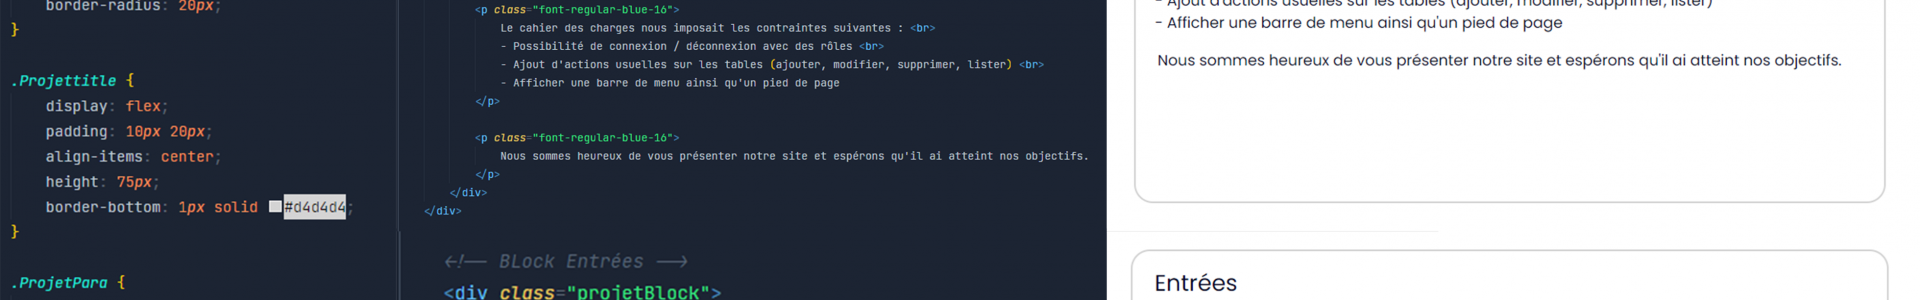 border-radius: 20px;
}
.Projettitle {
display: flex;
padding: 10px 20px;
align-items: center;
height: 75px;
border-bottom: 1px solid #d4d4d4;
}
.ProjetPara {
<p class="font-regular-blue-16">
Le cahier des charges nous imposait les contraintes suivantes : <br>
- Possibilité de connexion / déconnexion avec des rôles <br>
- Ajout d'actions usuelles sur les tables (ajouter, modifier, supprimer, lister) <br>
- Afficher une barre de menu ainsi qu'un pied de page
</p>
<p class="font-regular-blue-16">
Nous sommes heureux de vous présenter notre site et espérons qu'il ai atteint nos objectifs.
</p>
</div>
</div>
<!-- BLock Entrées -->
<div class="projetBlock">
- Ajout d'actions usuelles sur les tables (ajouter, modifier, supprimer, lister)
- Afficher une barre de menu ainsi qu'un pied de page
Nous sommes heureux de vous présenter notre site et espérons qu'il ai atteint nos objectifs.
Entrées